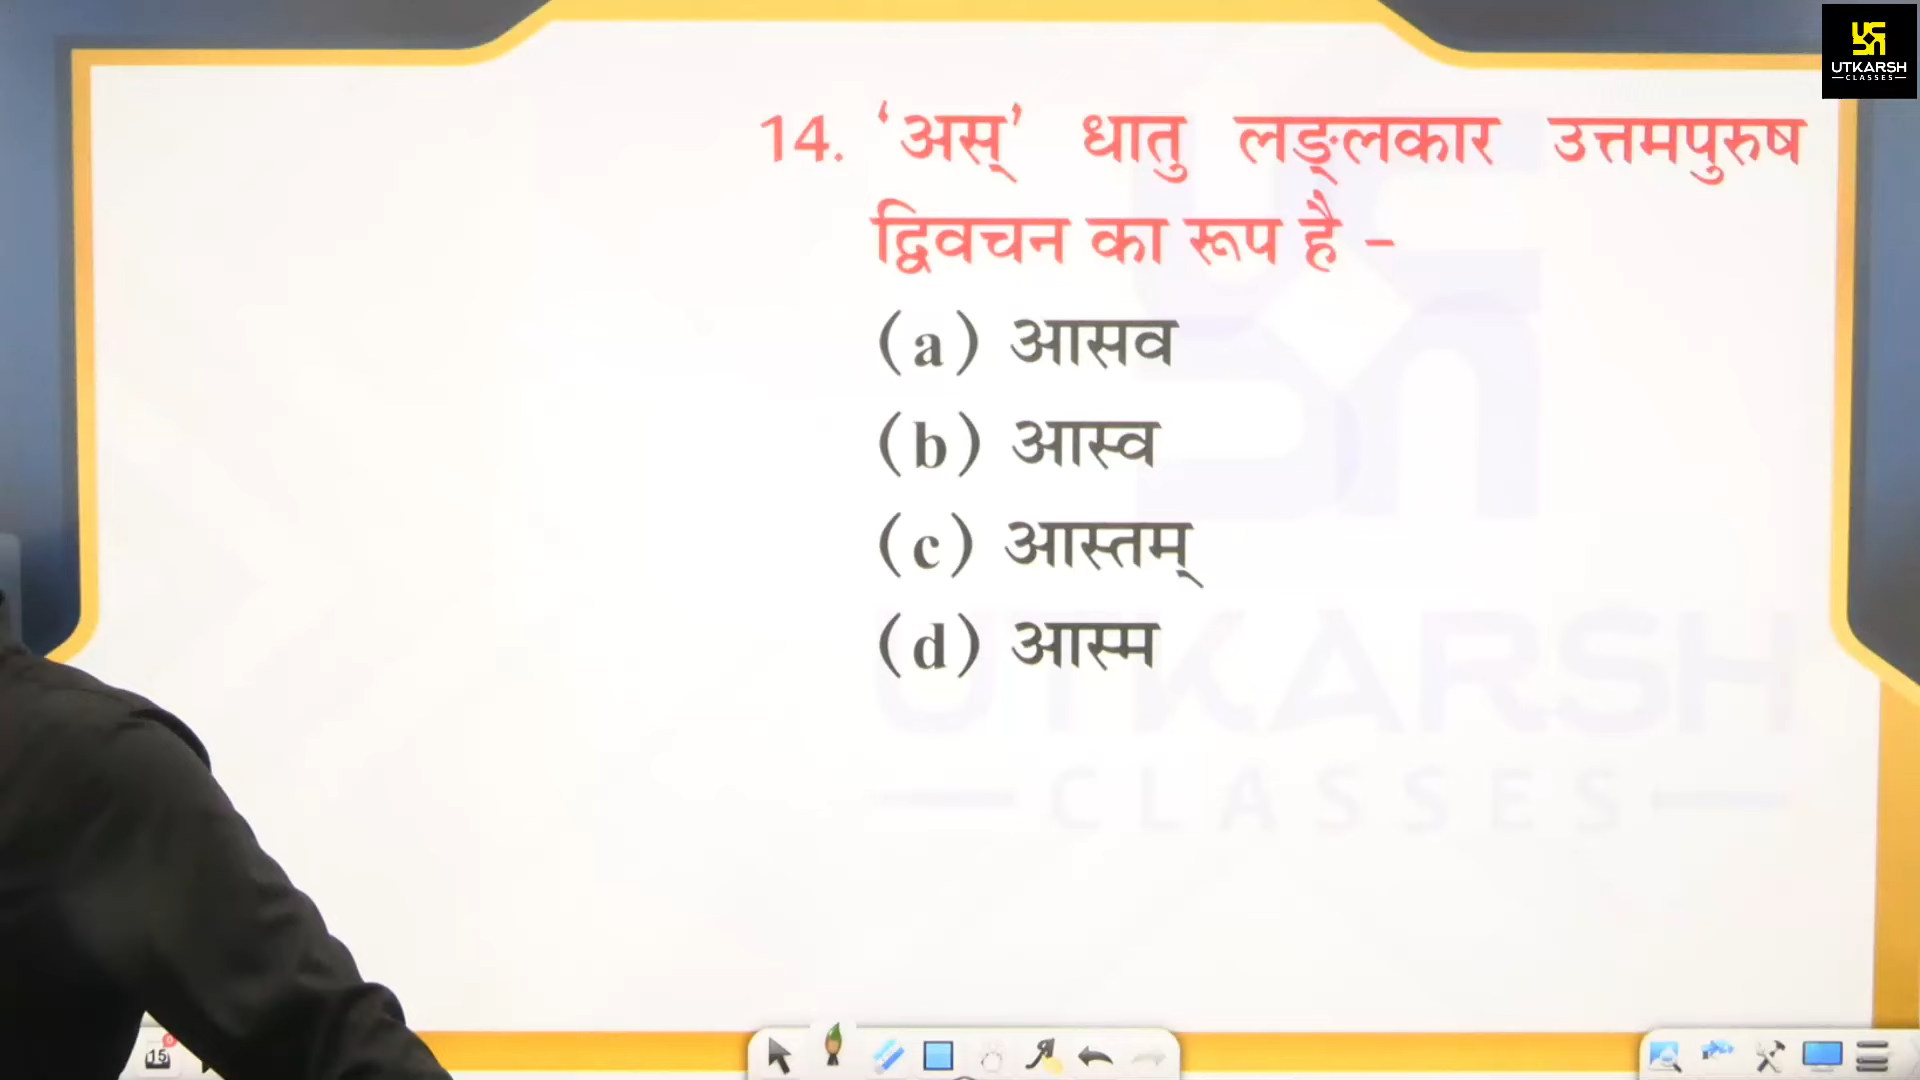 UTKARSH
CLASSES
14. ‘अस्’ धातु लङ्लकार उत्तमपुरुष
द्विवचन का रूप है –
(a) आसव
(b) आस्व
(c) आस्तम्
(d) आस्म
UTKARSH
CLASSES
15